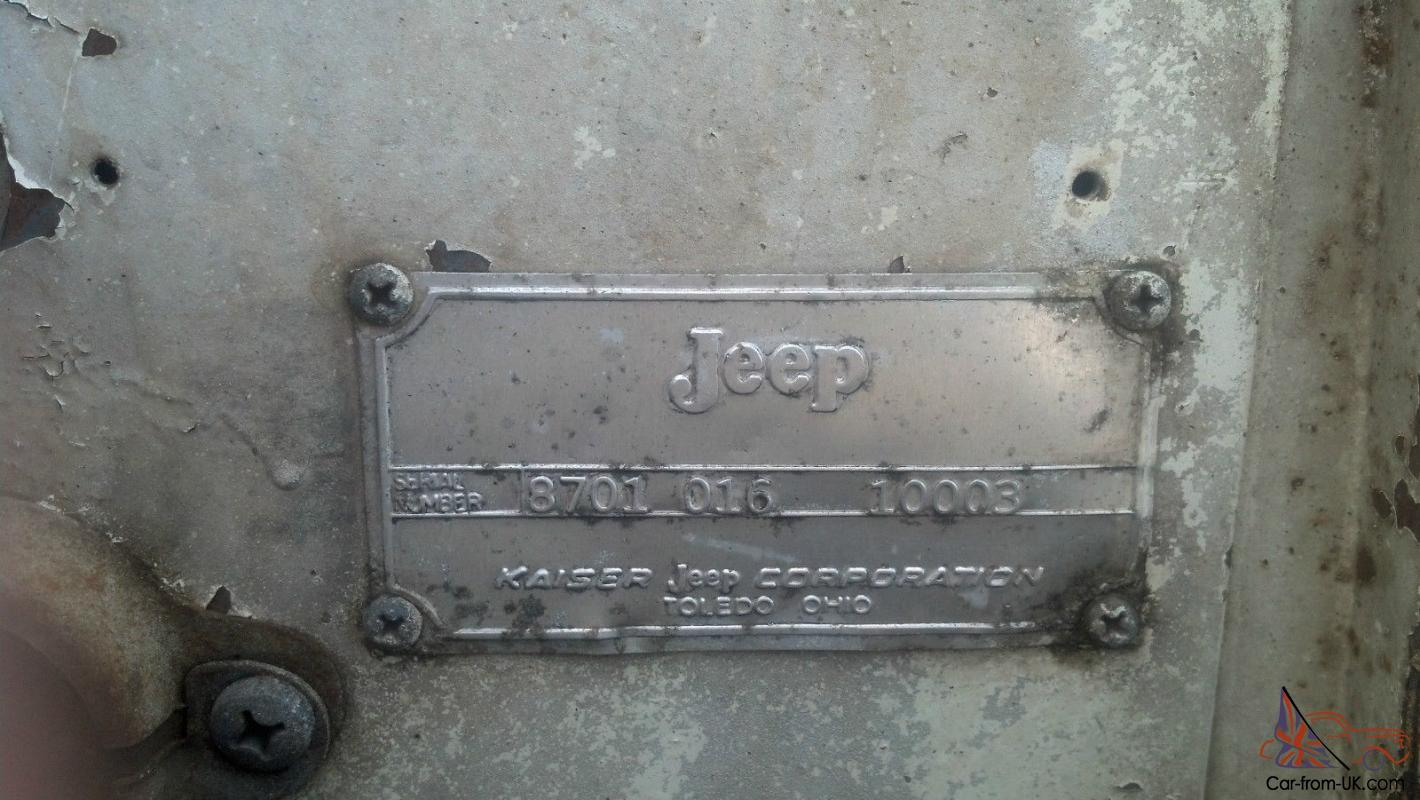 Jeep
SERIAL
NUMBER
8701 016 10003
KAISER Jeep CORPORATION
TOLEDO OHIO
Car-from-UK.com